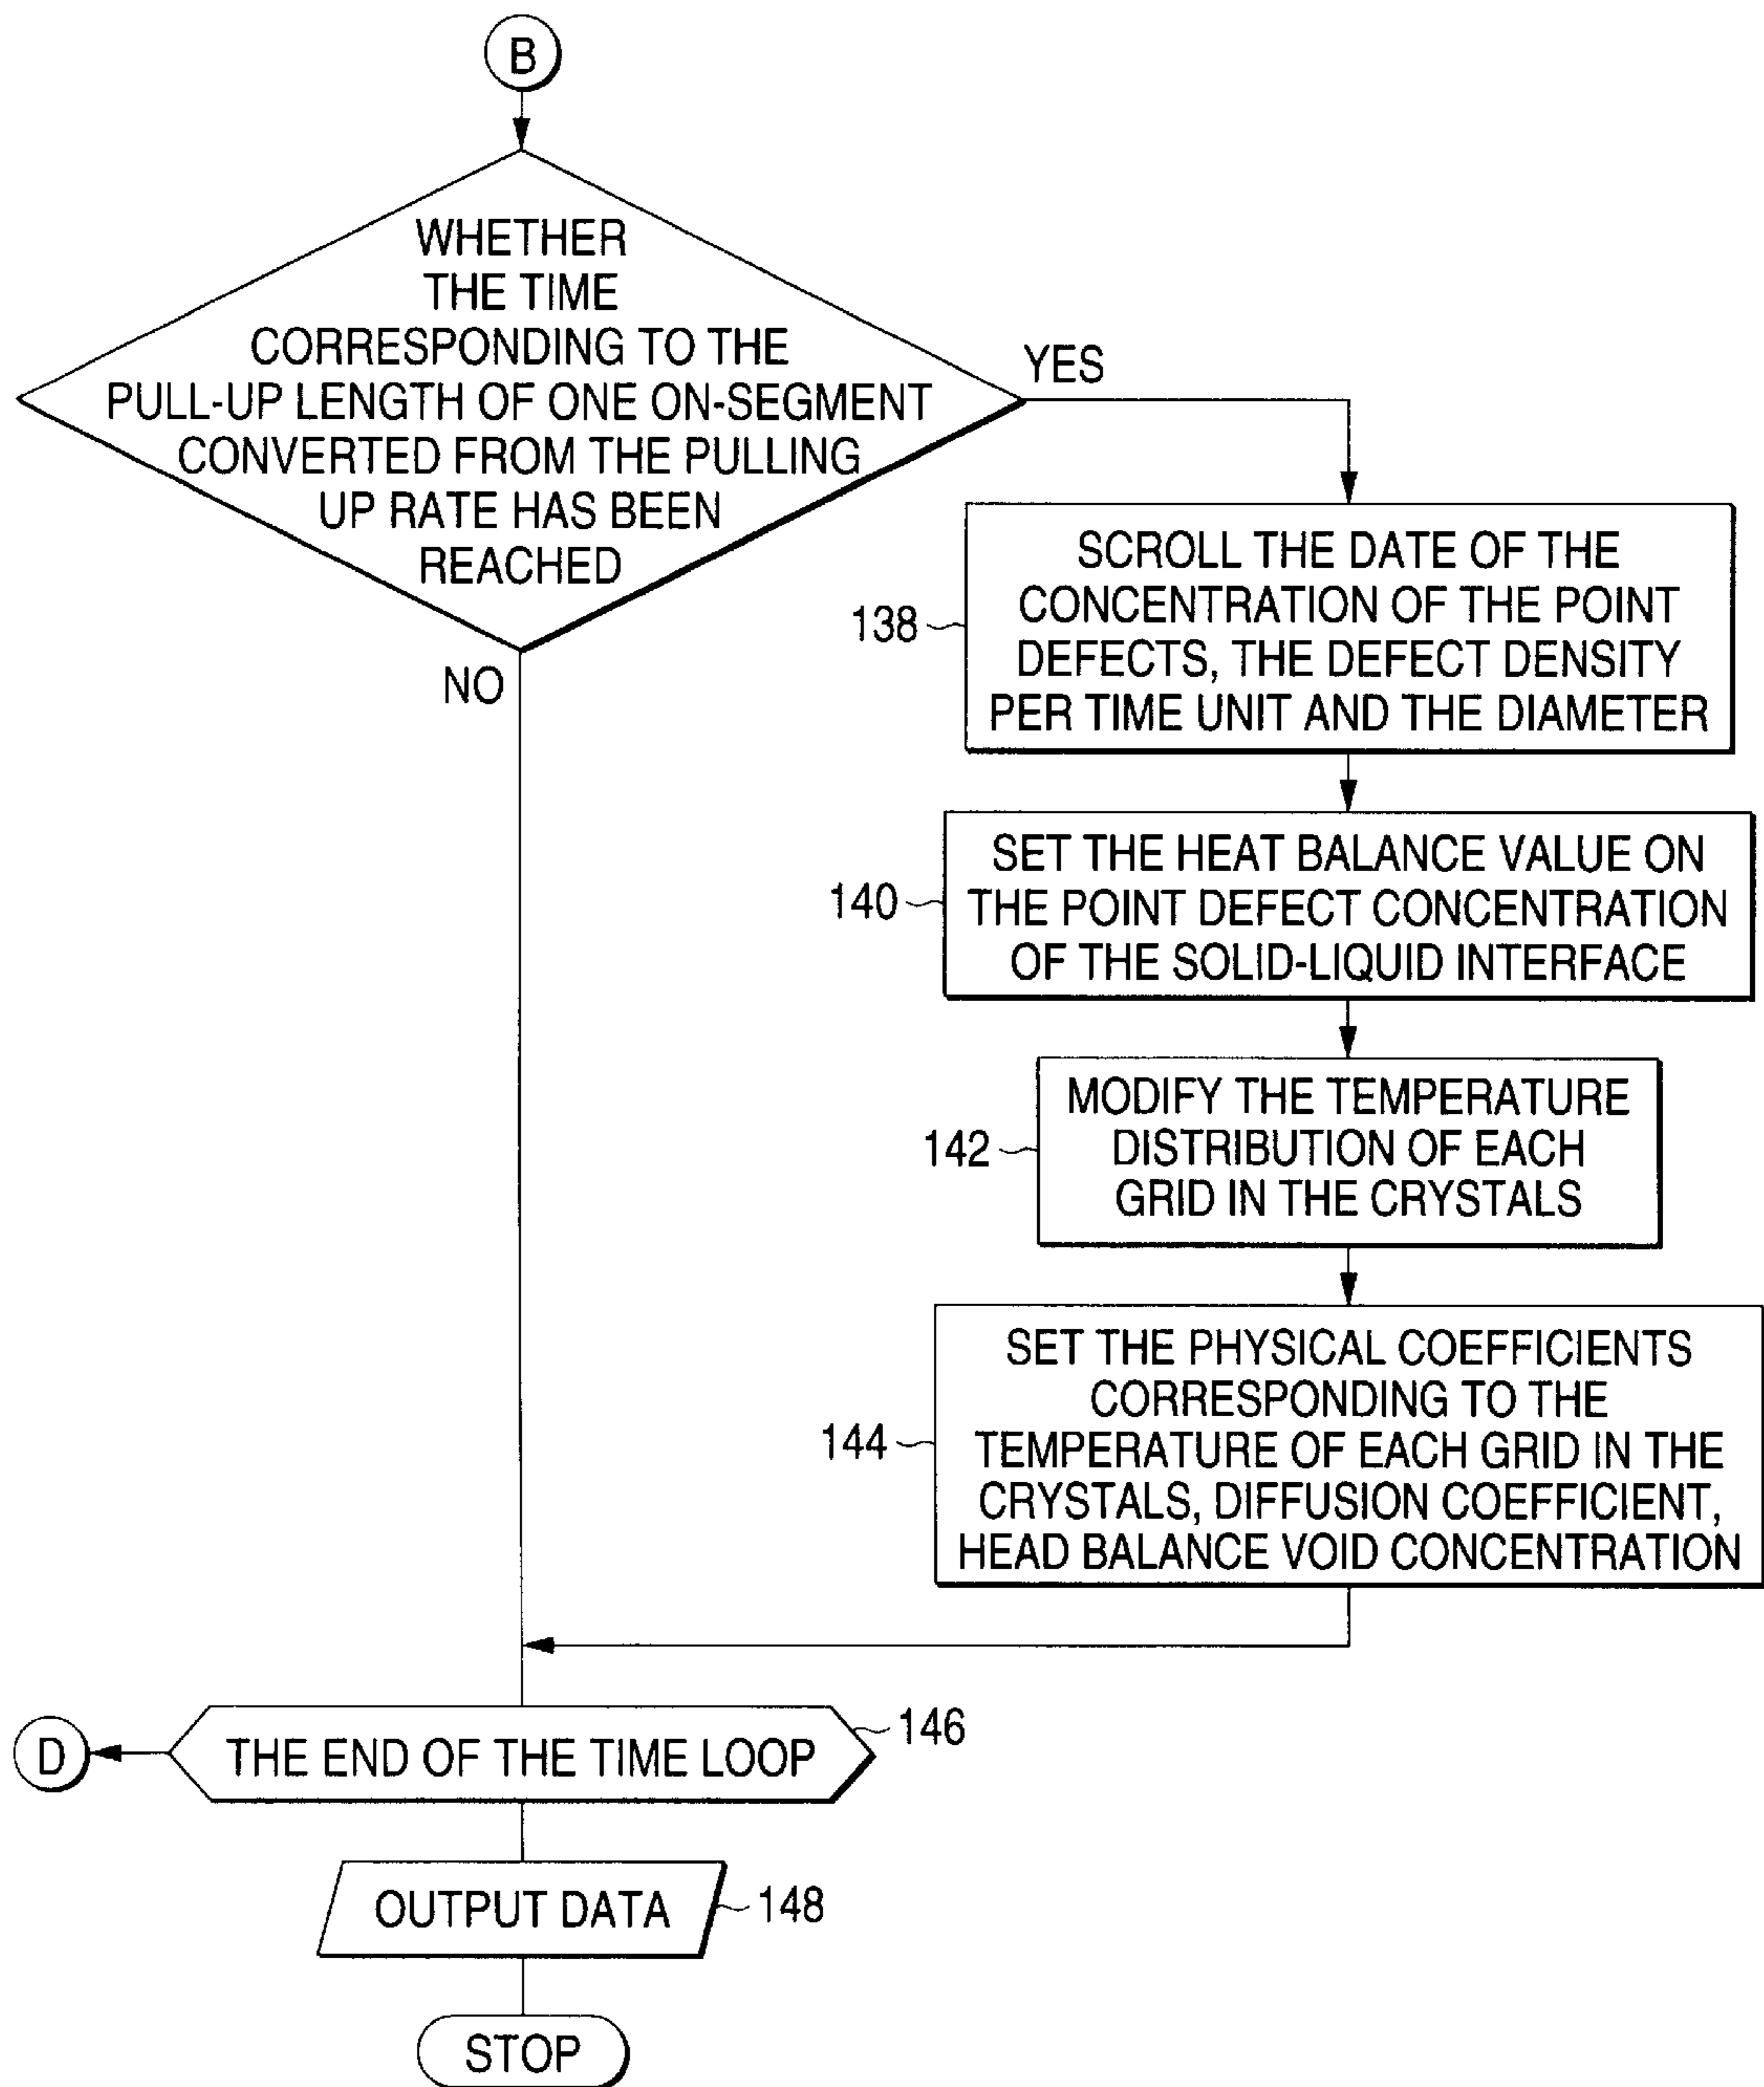 B
WHETHER
THE TIME
CORRESPONDING TO THE
PULL-UP LENGTH OF ONE ON-SEGMENT
CONVERTED FROM THE PULLING
UP RATE HAS BEEN
REACHED
YES
NO
138
SCROLL THE DATE OF THE
CONCENTRATION OF THE POINT
DEFECTS, THE DEFECT DENSITY
PER TIME UNIT AND THE DIAMETER
140
SET THE HEAT BALANCE VALUE ON
THE POINT DEFECT CONCENTRATION
OF THE SOLID-LIQUID INTERFACE
142
MODIFY THE TEMPERATURE
DISTRIBUTION OF EACH
GRID IN THE CRYSTALS
144
SET THE PHYSICAL COEFFICIENTS
CORRESPONDING TO THE
TEMPERATURE OF EACH GRID IN THE
CRYSTALS, DIFFUSION COEFFICIENT,
HEAD BALANCE VOID CONCENTRATION
D
THE END OF THE TIME LOOP
146
OUTPUT DATA
148
STOP